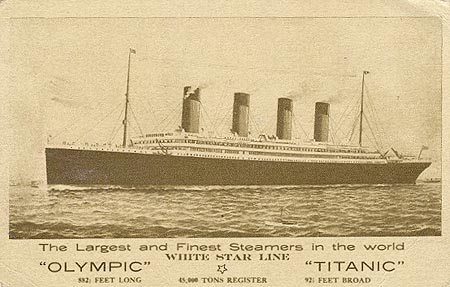 The Largest and Finest Steamers in the world
WHITE STAR LINE
"OLYMPIC" "TITANIC"
882½ FEET LONG 45,000 TONS REGISTER 92½ FEET BROAD